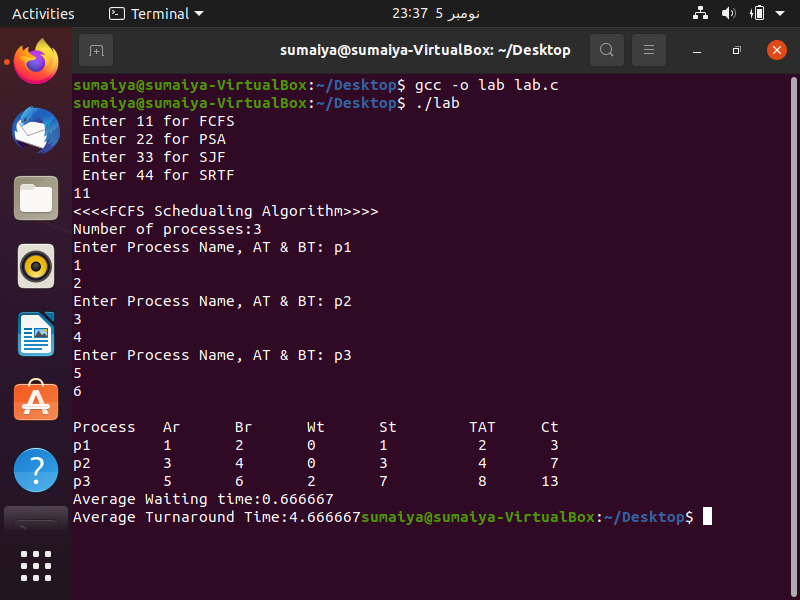 Activities Terminal 23:37 5 نومبر
sumaiya@sumaiya-VirtualBox: ~/Desktop
sumaiya@sumaiya-VirtualBox:~/Desktop$ gcc -o lab lab.c
sumaiya@sumaiya-VirtualBox:~/Desktop$ ./lab
Enter 11 for FCFS
Enter 22 for PSA
Enter 33 for SJF
Enter 44 for SRTF
11
<<<<FCFS Schedualing Algorithm>>>>
Number of processes:3
Enter Process Name, AT & BT: p1
1
2
Enter Process Name, AT & BT: p2
3
4
Enter Process Name, AT & BT: p3
5
6
Process Ar Br Wt St TAT Ct
p1 1 2 0 1 2 3
p2 3 4 0 3 4 7
p3 5 6 2 7 8 13
Average Waiting time:0.666667
Average Turnaround Time:4.666667sumaiya@sumaiya-VirtualBox:~/Desktop$